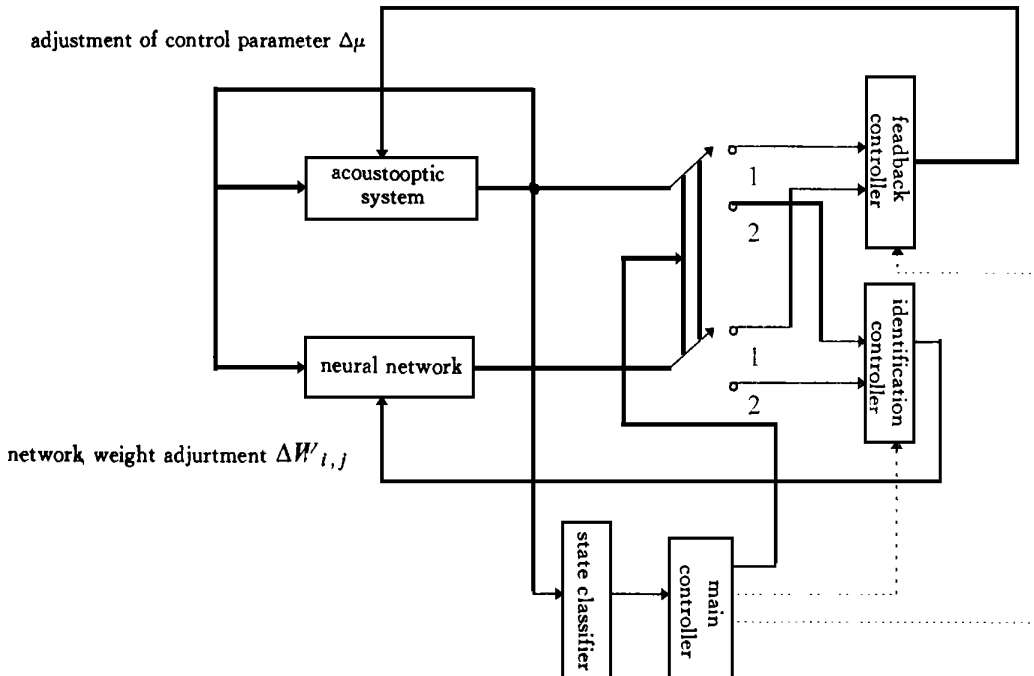 adjustment of control parameter Δμ
acoustooptic
system
1
2
feadback
controller
neural network
1
2
identification
controller
network weight adjurtment ΔW i,j
state classifier
main
controller